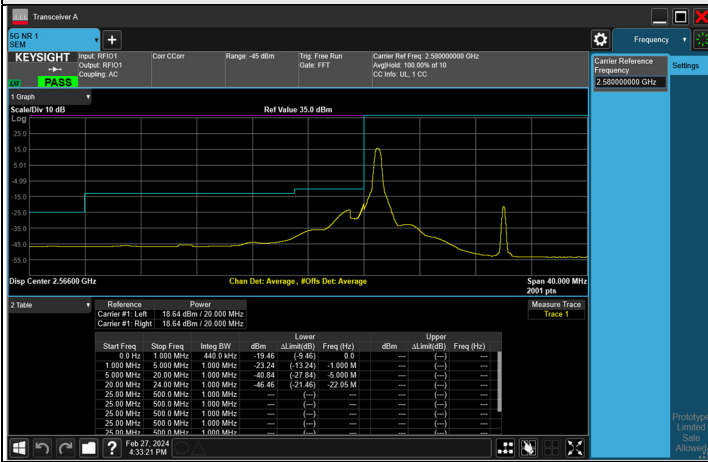 Transceiver A
5G NR 1
SEM
Frequency
KEYSIGHT
Input: RFIO1
Output: RFIO1
Coupling: AC
Corr CCorr
Range: -45 dBm
Trig: Free Run
Gate: FFT
Carrier Ref Freq: 2.580000000 GHz
Avg|Hold: 100.00% of 10
CC Info: UL, 1 CC
LXI
PASS
Carrier Reference
Frequency
2.580000000 GHz
Settings
1 Graph
Scale/Div 10 dB
Ref Value 35.0 dBm
Log
25.0
15.0
5.01
-4.99
-15.0
-25.0
-35.0
-45.0
-55.0
Disp Center 2.56600 GHz
Chan Det: Average, #Offs Det: Average
Span 40.000 MHz
2001 pts
2 Table
Reference Power
Carrier #1: Left 18.64 dBm / 20.000 MHz
Carrier #1: Right 18.64 dBm / 20.000 MHz
Measure Trace
Trace 1
Lower Upper
Start Freq Stop Freq Integ BW dBm ΔLimit(dB) Freq (Hz) dBm ΔLimit(dB) Freq (Hz)
0.0 Hz 1.000 MHz 440.0 kHz -19.46 (-9.46) 0.0 --- (---) ---
1.000 MHz 5.000 MHz 1.000 MHz -23.24 (-13.24) -1.000 M --- (---) ---
5.000 MHz 20.00 MHz 1.000 MHz -40.84 (-27.84) -5.000 M --- (---) ---
20.00 MHz 24.00 MHz 1.000 MHz -46.46 (-21.46) -22.05 M --- (---) ---
25.00 MHz 500.0 MHz 1.000 MHz --- (---) --- --- (---) ---
25.00 MHz 500.0 MHz 1.000 MHz --- (---) --- --- (---) ---
25.00 MHz 500.0 MHz 1.000 MHz --- (---) --- --- (---) ---
25.00 MHz 500.0 MHz 1.000 MHz --- (---) --- --- (---) ---
25.00 MHz 500.0 MHz 1.000 MHz --- (---) --- --- (---) ---
Prototype
Limited
Sale
Allowed
?
Feb 27, 2024
4:33:21 PM